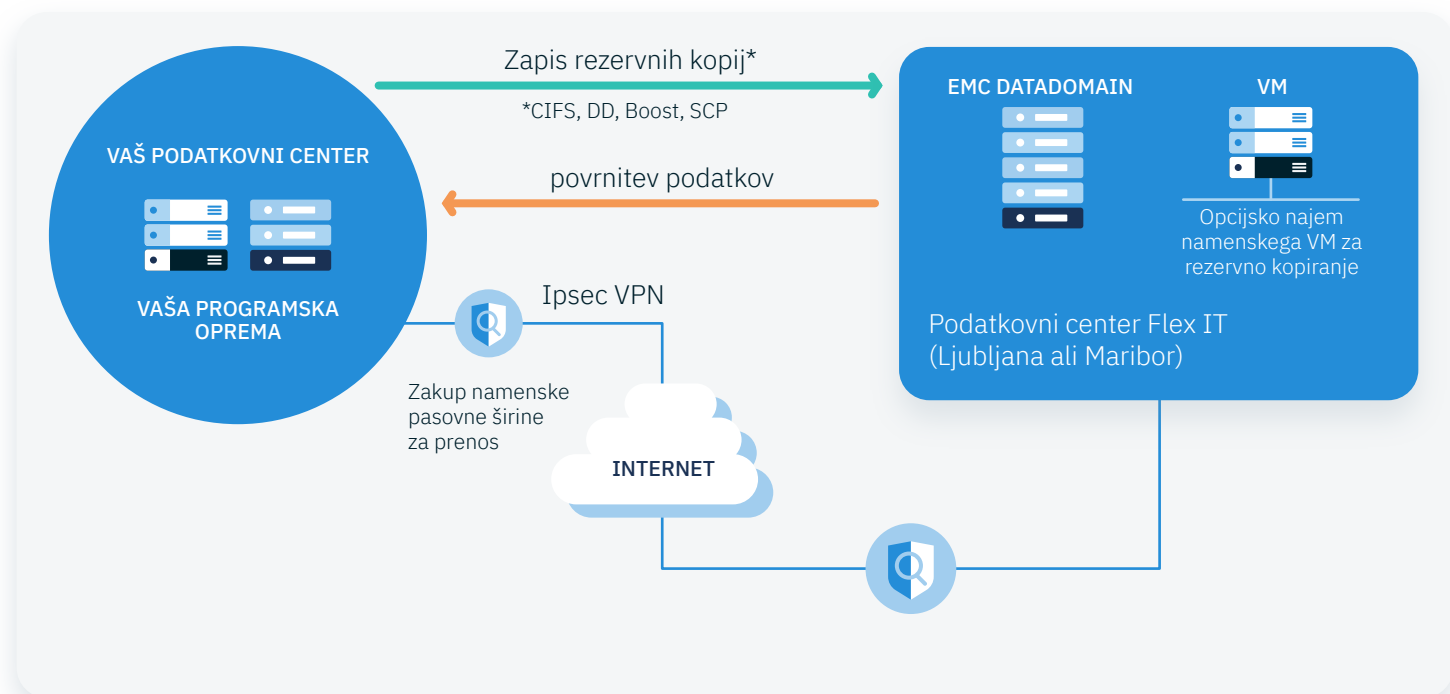 Zapis rezervnih kopij*
*CIFS, DD, Boost, SCP
povrnitev podatkov
VAŠ PODATKOVNI CENTER
VAŠA PROGRAMSKA
OPREMA
EMC DATADOMAIN
VM
Opcijsko najem
namenskega VM za
rezervno kopiranje
Podatkovni center Flex IT
(Ljubljana ali Maribor)
Ipsec VPN
Zakup namenske
pasovne širine
za prenos
INTERNET